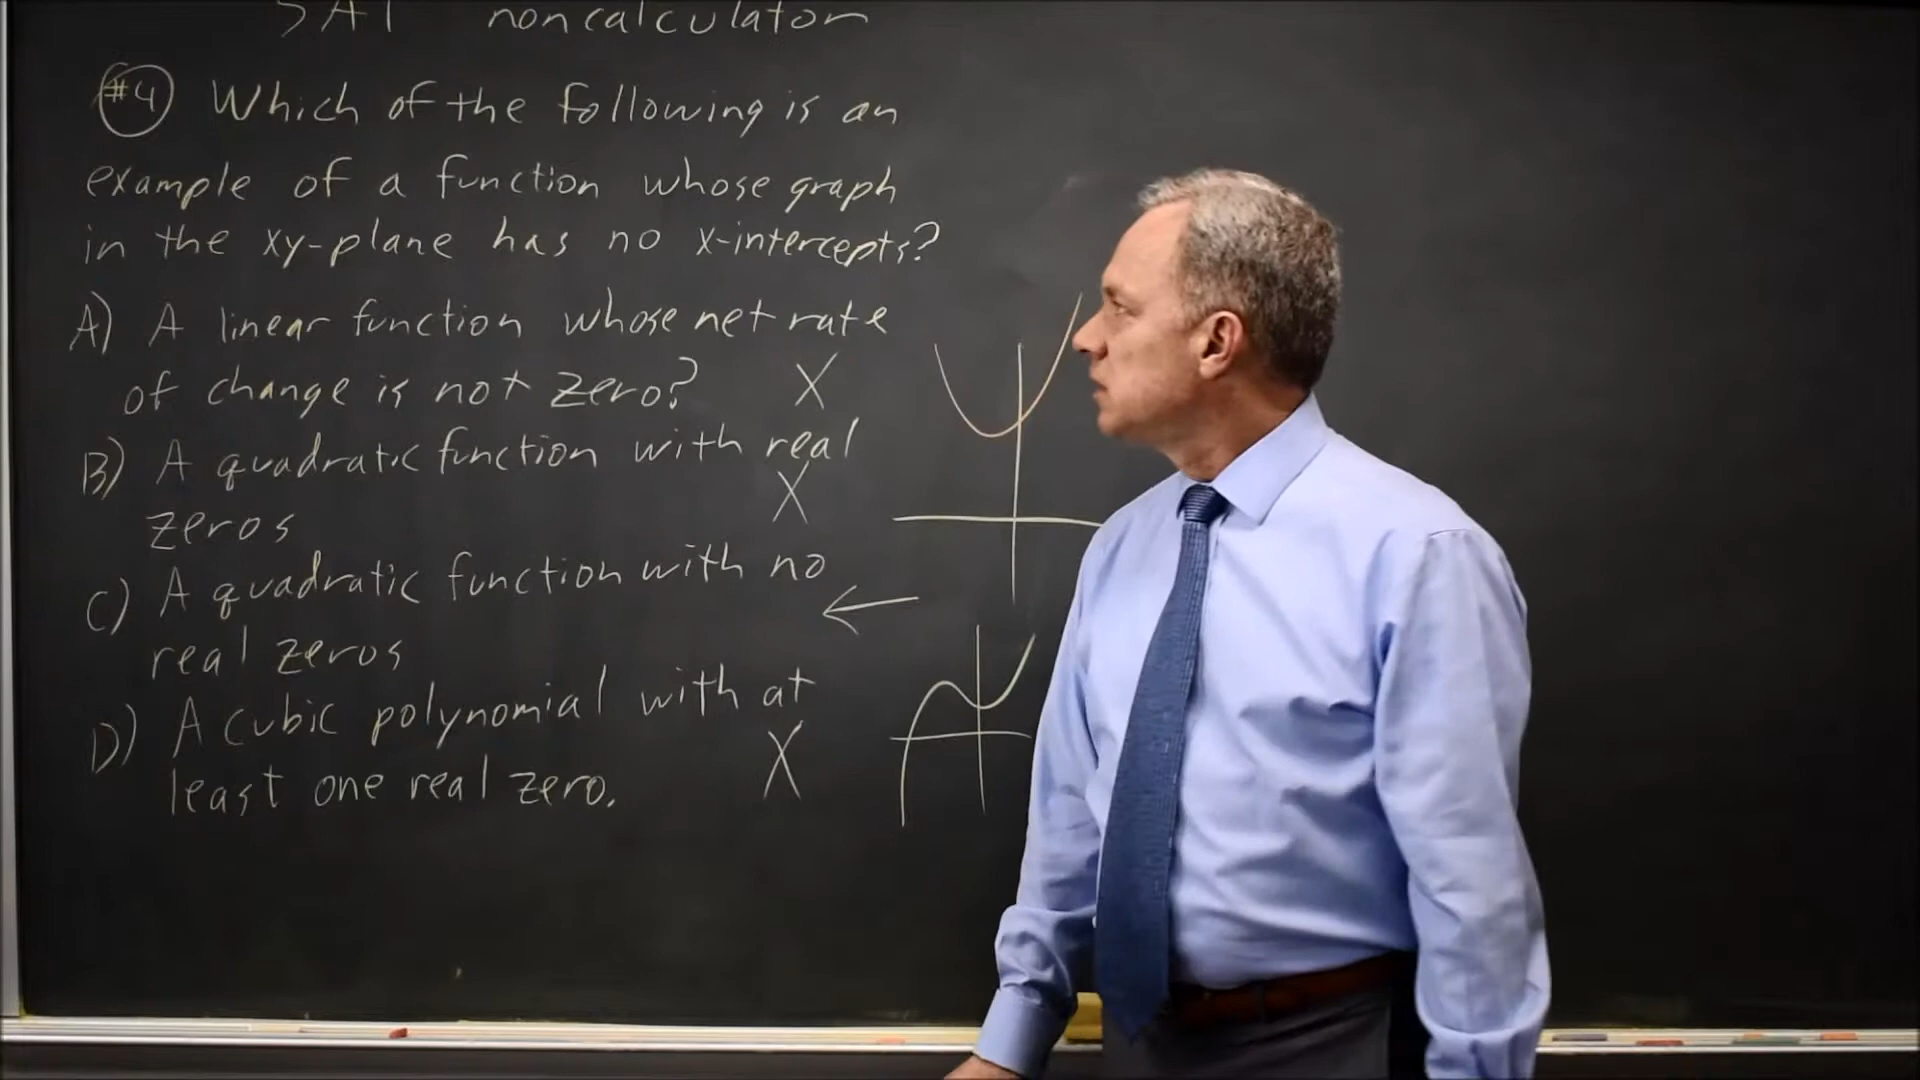 SAT noncalculator
#4 Which of the following is an
example of a function whose graph
in the xy-plane has no x-intercepts?
A) A linear function whose net rate
of change is not zero? X
B) A quadratic function with real
zeros X
C) A quadratic function with no
real zeros
D) A cubic polynomial with at
least one real zero. X